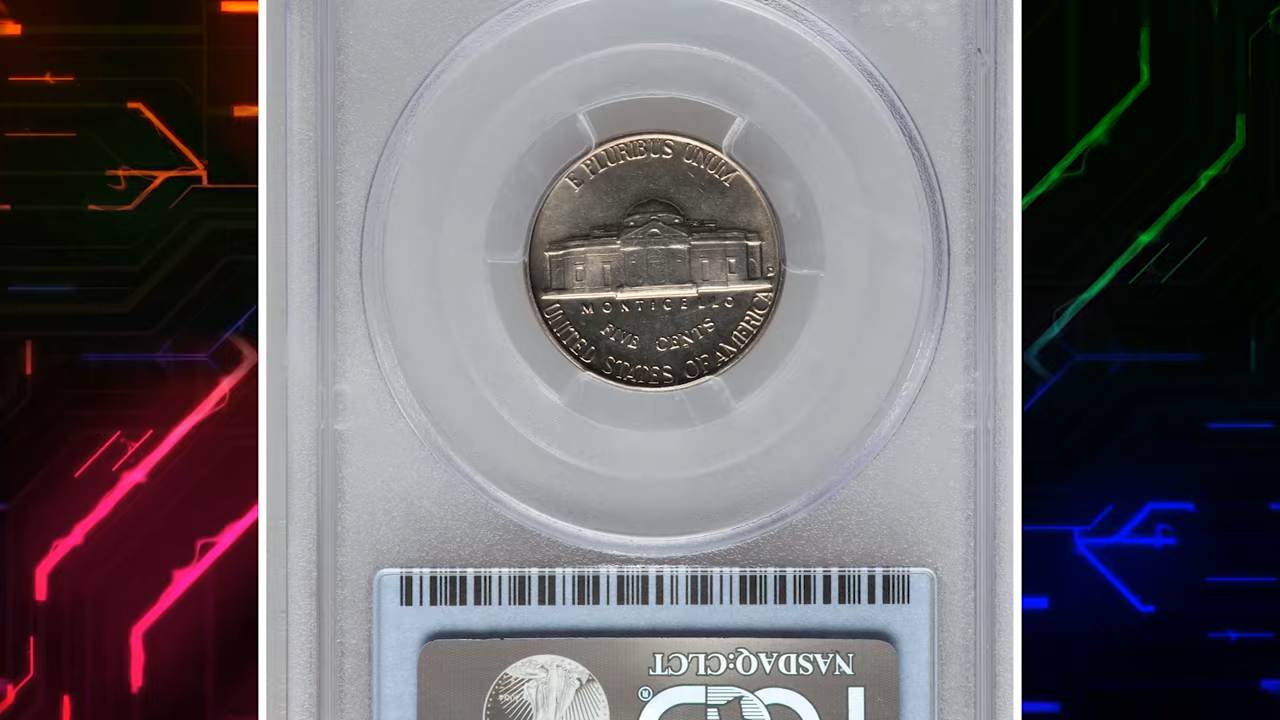 E PLURIBUS UNUM
D
MONTICELLO
FIVE CENTS
UNITED STATES OF AMERICA
NASDAQ:CLCT
®